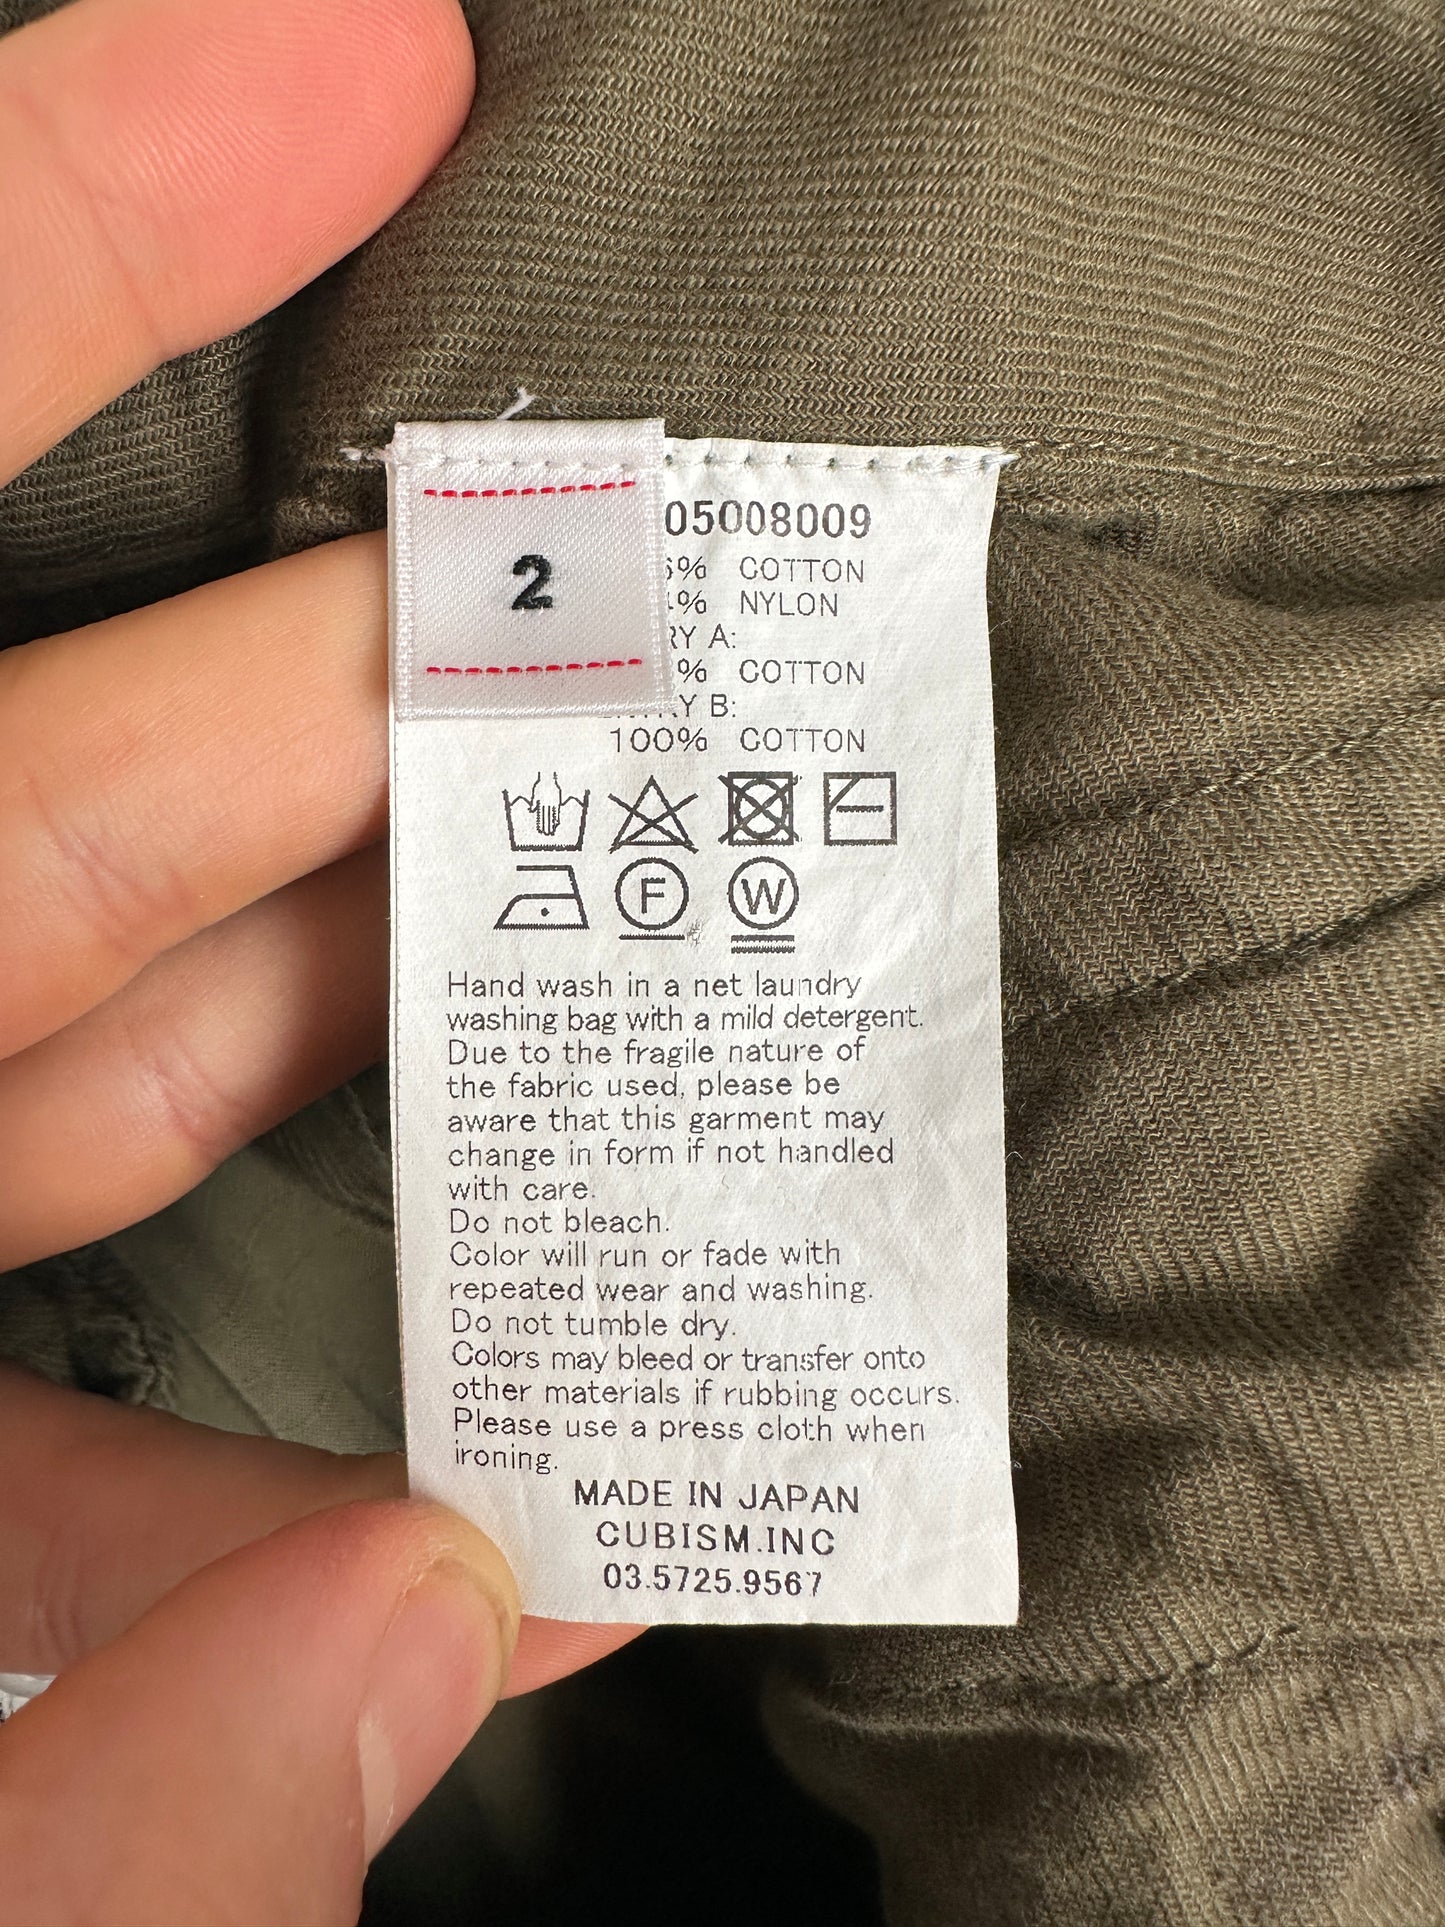 2
05008009
% COTTON
% NYLON
RY A:
% COTTON
Y B:
100% COTTON
F
W
Hand wash in a net laundry
washing bag with a mild detergent.
Due to the fragile nature of
the fabric used, please be
aware that this garment may
change in form if not handled
with care.
Do not bleach.
Color will run or fade with
repeated wear and washing.
Do not tumble dry.
Colors may bleed or transfer onto
other materials if rubbing occurs.
Please use a press cloth when
ironing.
MADE IN JAPAN
CUBISM.INC
03.5725.9567